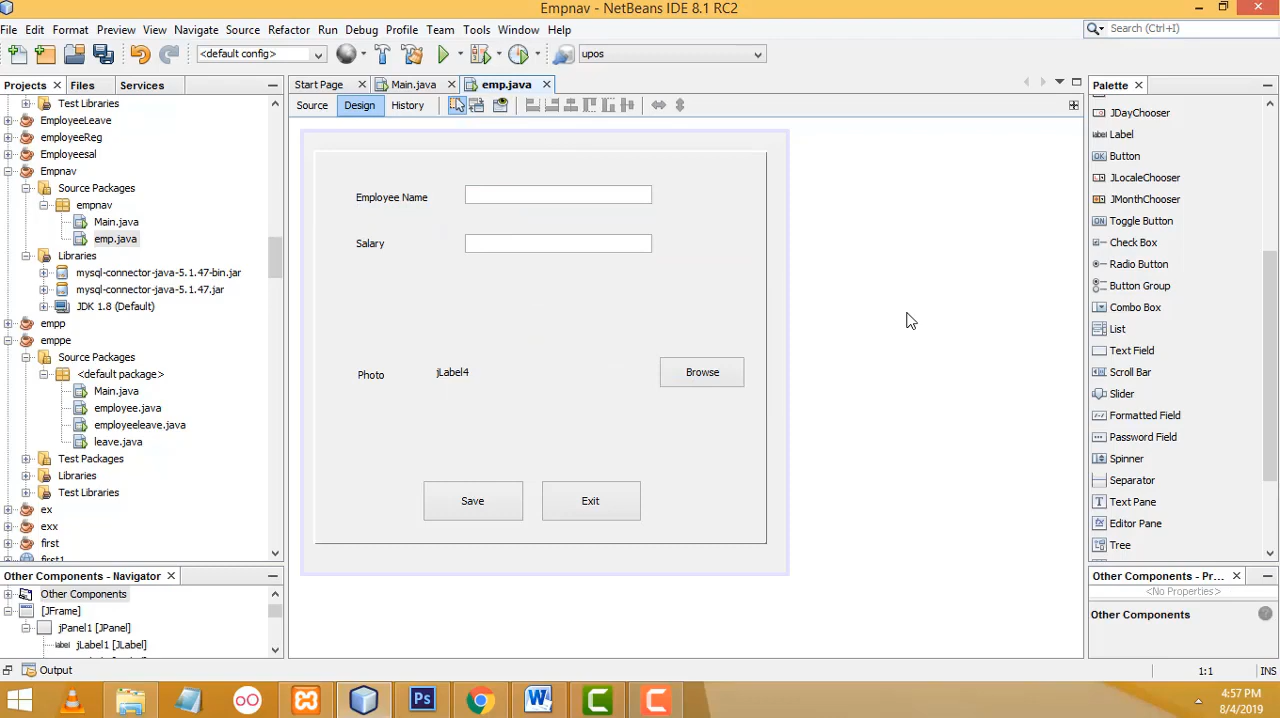 Empnav - NetBeans IDE 8.1 RC2
File Edit Format Preview View Navigate Source Refactor Run Debug Profile Team Tools Window Help
Search (Ctrl+I)
<default config> upos
Projects Files Services
Start Page Main.java emp.java
Palette
Source Design History
Test Libraries
EmployeeLeave
employeeReg
Employeesal
Empnav
Source Packages
empnav
Main.java
emp.java
Libraries
mysql-connector-java-5.1.47-bin.jar
mysql-connector-java-5.1.47.jar
JDK 1.8 (Default)
empp
emppe
Source Packages
<default package>
Main.java
employee.java
employeeleave.java
leave.java
Test Packages
Libraries
Test Libraries
ex
exx
first
first1
Employee Name
Salary
Photo jLabel4 Browse
Save Exit
JDayChooser
label Label
OK Button
JLocaleChooser
JMonthChooser
Toggle Button
Check Box
Radio Button
Button Group
Combo Box
List
Text Field
Scroll Bar
Slider
Formatted Field
Password Field
Spinner
Separator
Text Pane
Editor Pane
Tree
Other Components - Navigator
Other Components
[JFrame]
jPanel1 [JPanel]
label jLabel1 [JLabel]
Other Components - Pr...
<No Properties>
Other Components
Output
1:1 INS
Ps
W
4:57 PM
8/4/2019